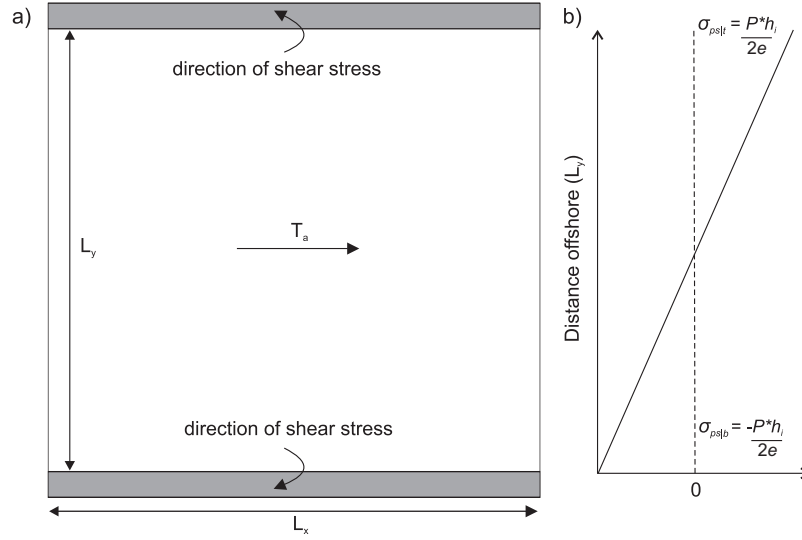 a)
direction of shear stress
L_y
T_a
direction of shear stress
L_x
b)
σ_ps|t = P*h_i
2e
Distance offshore (L_y)
σ_ps|b = -P*h_i
2e
0